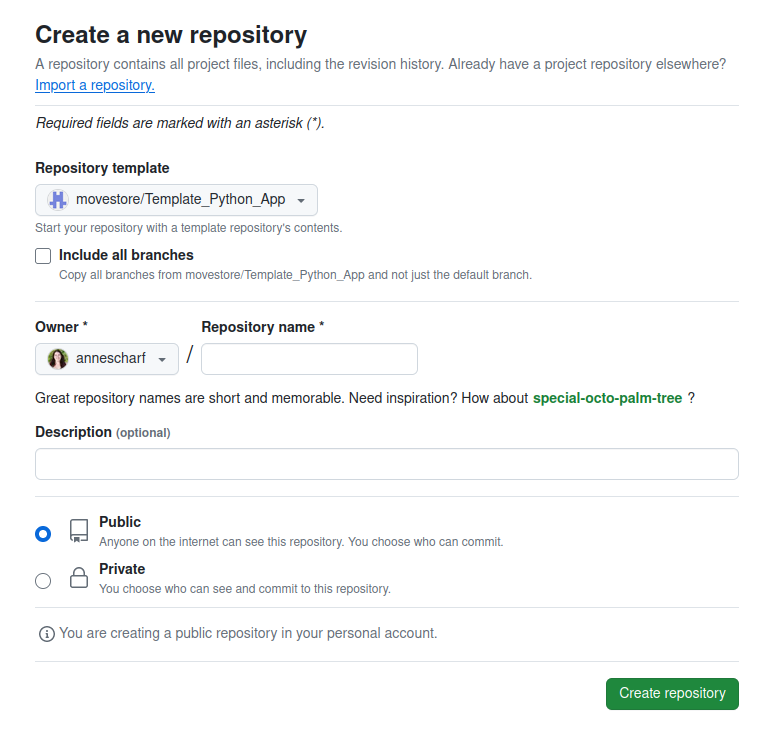 Create a new repository
A repository contains all project files, including the revision history. Already have a project repository elsewhere?
Import a repository.
Required fields are marked with an asterisk (*).
Repository template
movestore/Template_Python_App
Start your repository with a template repository's contents.
Include all branches
Copy all branches from movestore/Template_Python_App and not just the default branch.
Owner * Repository name *
annescharf /
Great repository names are short and memorable. Need inspiration? How about special-octo-palm-tree ?
Description (optional)
Public
Anyone on the internet can see this repository. You choose who can commit.
Private
You choose who can see and commit to this repository.
You are creating a public repository in your personal account.
Create repository